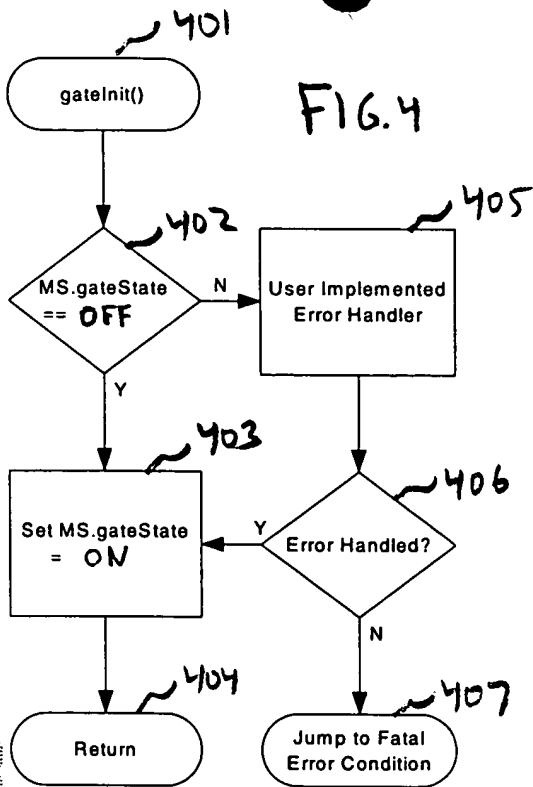 401
gateInit()
FIG. 4
402
405
MS.gateState
== OFF
N
User Implemented
Error Handler
Y
403
406
Set MS.gateState
= ON
Y
Error Handled?
N
404
407
Return
Jump to Fatal
Error Condition